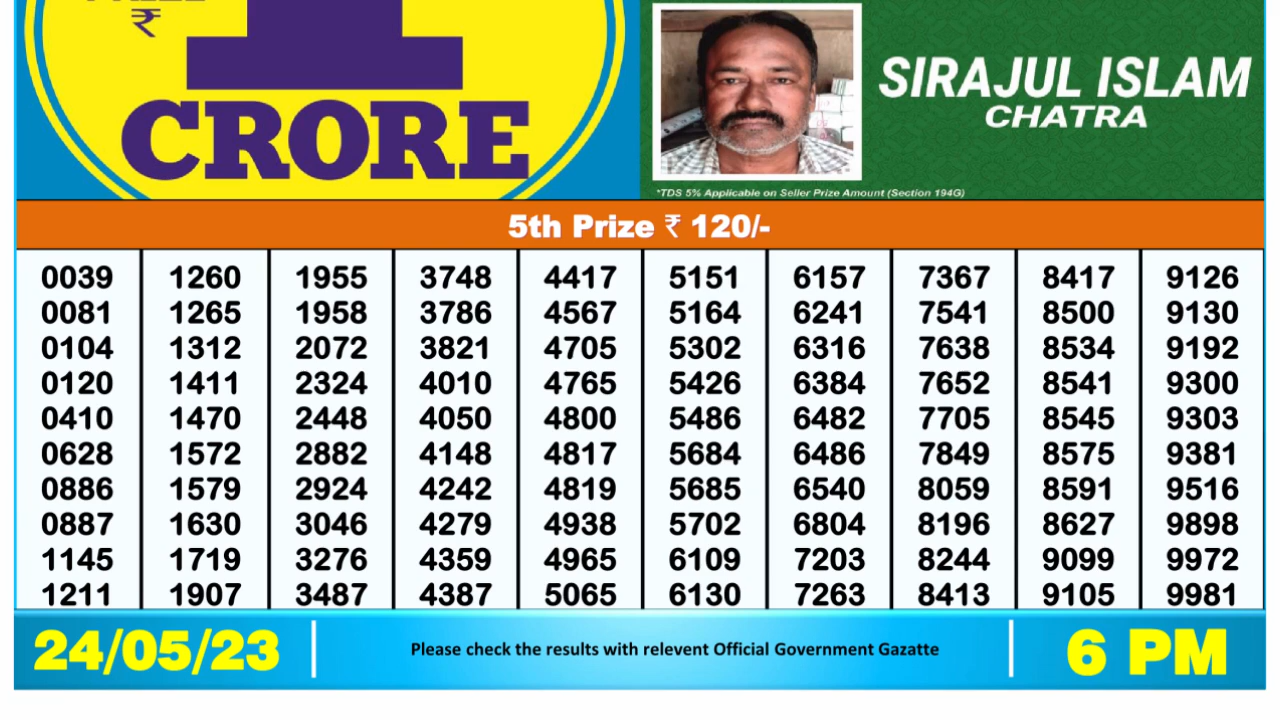 ₹
CRORE
SIRAJUL ISLAM
CHATRA
*TDS 5% Applicable on Seller Prize Amount (Section 194G)
5th Prize ₹ 120/-
0039 1260 1955 3748 4417 5151 6157 7367 8417 9126
0081 1265 1958 3786 4567 5164 6241 7541 8500 9130
0104 1312 2072 3821 4705 5302 6316 7638 8534 9192
0120 1411 2324 4010 4765 5426 6384 7652 8541 9300
0410 1470 2448 4050 4800 5486 6482 7705 8545 9303
0628 1572 2882 4148 4817 5684 6486 7849 8575 9381
0886 1579 2924 4242 4819 5685 6540 8059 8591 9516
0887 1630 3046 4279 4938 5702 6804 8196 8627 9898
1145 1719 3276 4359 4965 6109 7203 8244 9099 9972
1211 1907 3487 4387 5065 6130 7263 8413 9105 9981
24/05/23 Please check the results with relevent Official Government Gazatte 6 PM